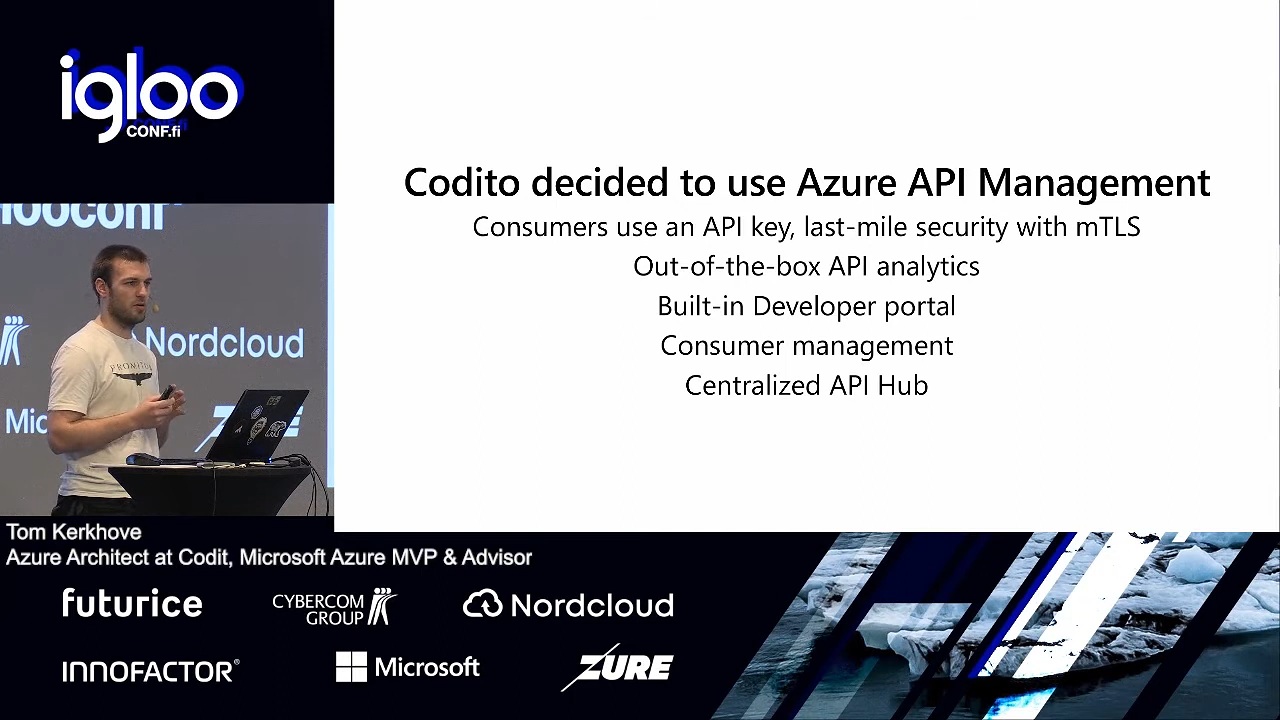 igloo
CONF.fi
Codito decided to use Azure API Management
Consumers use an API key, last-mile security with mTLS
Out-of-the-box API analytics
Built-in Developer portal
Consumer management
Centralized API Hub
Nordcloud
Mic
ZURE
Tom Kerkhove
Azure Architect at Codit, Microsoft Azure MVP & Advisor
futurice
CYBERCOM
GROUP
Nordcloud
INNOFACTOR®
Microsoft
ZURE